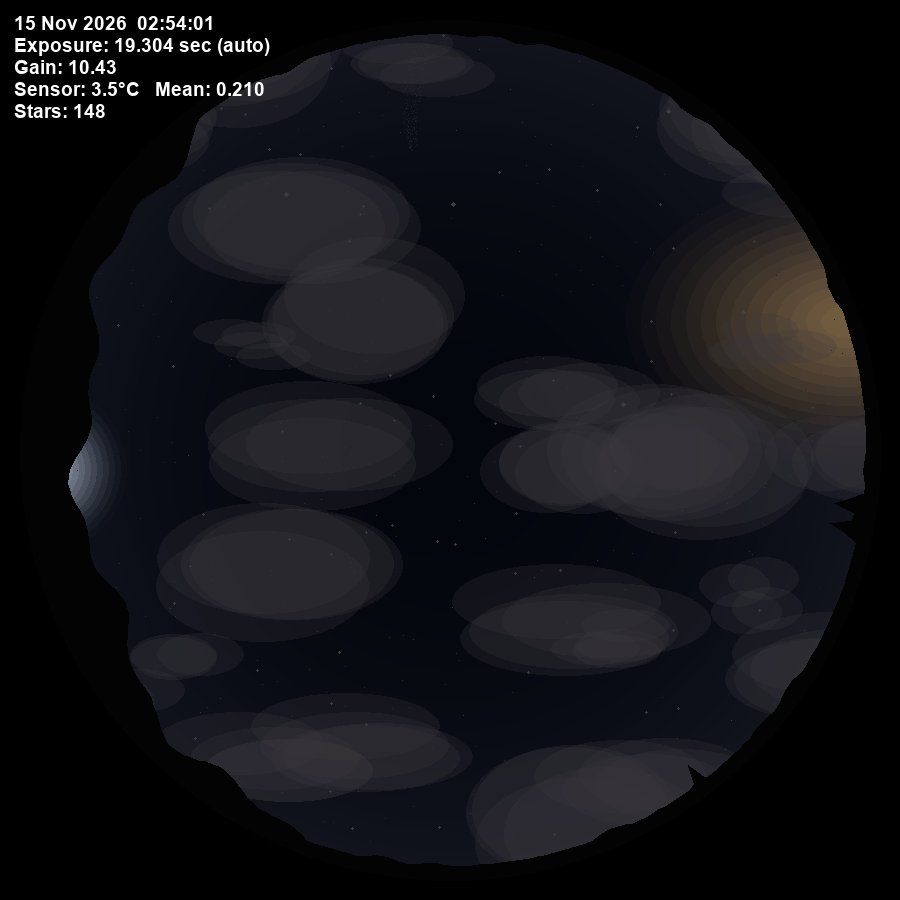 15 Nov 2026  02:54:01
Exposure: 19.304 sec (auto)
Gain: 10.43
Sensor: 3.5°C   Mean: 0.210
Stars: 148